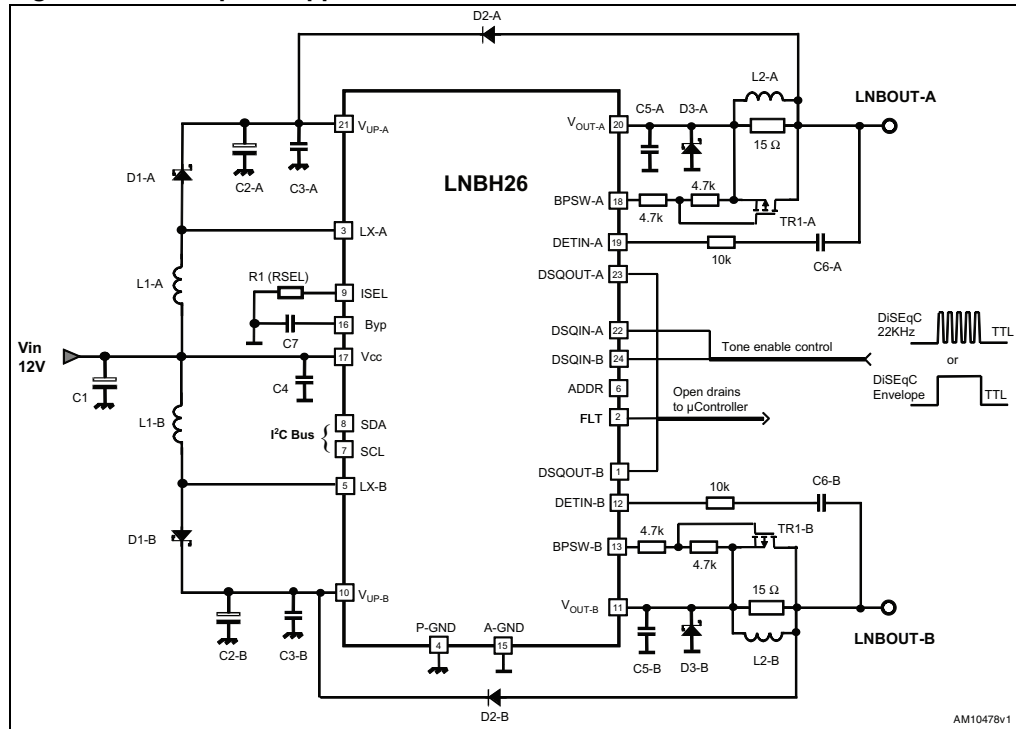 D2-A
L2-A
LNBOUT-A
C5-A
D3-A
21
VUP-A
VOUT-A
20
15 Ω
D1-A
C2-A
C3-A
LNBH26
4.7k
BPSW-A
18
4.7k
TR1-A
3
LX-A
DETIN-A
19
10k
C6-A
L1-A
R1 (RSEL)
DSQOUT-A
23
9
ISEL
16
Byp
C7
DSQIN-A
22
DiSEqC
22KHz
TTL
Vin
12V
17
Vcc
DSQIN-B
24
Tone enable control
or
C1
C4
ADDR
6
DiSEqC
Envelope
TTL
L1-B
I²C Bus
8
SDA
7
SCL
FLT
2
Open drains
to µController
5
LX-B
DSQOUT-B
1
DETIN-B
12
10k
C6-B
D1-B
BPSW-B
13
4.7k
4.7k
TR1-B
10
VUP-B
VOUT-B
11
15 Ω
C2-B
C3-B
P-GND
4
A-GND
15
C5-B
D3-B
L2-B
LNBOUT-B
D2-B
AM10478v1